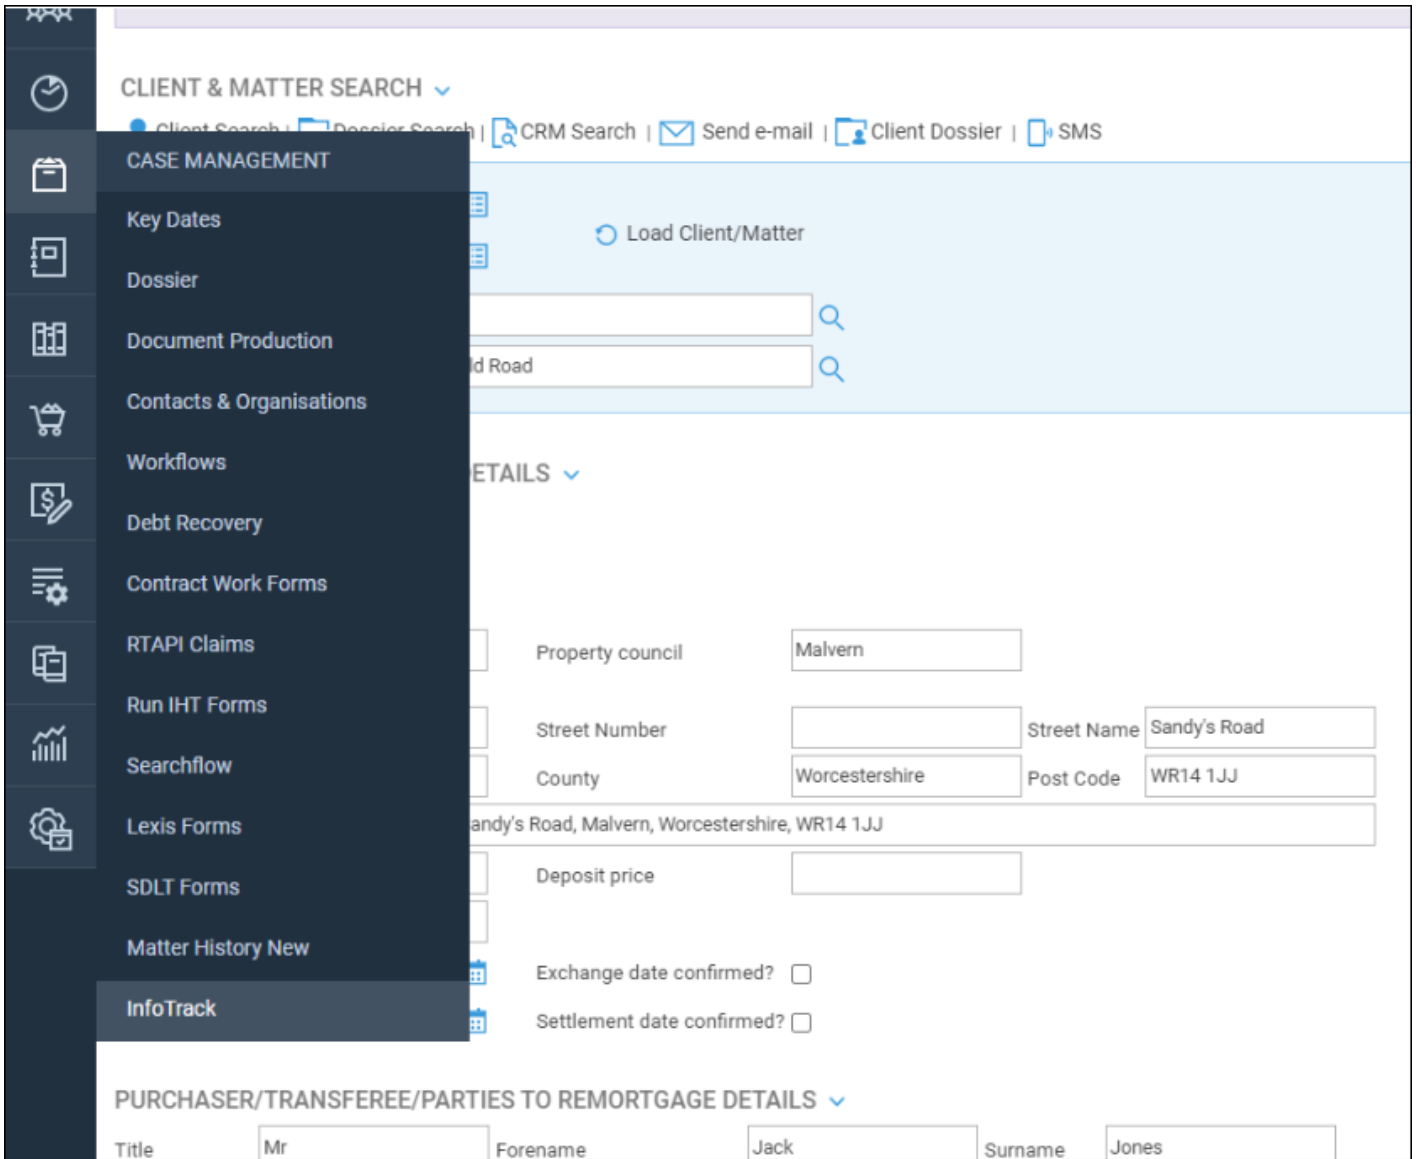 CLIENT & MATTER SEARCH
Client Search | Dossier Search | CRM Search | Send e-mail | Client Dossier | SMS
CASE MANAGEMENT
Key Dates
Load Client/Matter
Dossier
Document Production
ld Road
Contacts & Organisations
Workflows
ETAILS
Debt Recovery
Contract Work Forms
RTAPI Claims
Property council Malvern
Run IHT Forms
Street Number Street Name Sandy's Road
Searchflow
County Worcestershire Post Code WR14 1JJ
Lexis Forms
andy's Road, Malvern, Worcestershire, WR14 1JJ
SDLT Forms
Deposit price
Matter History New
Exchange date confirmed?
InfoTrack
Settlement date confirmed?
PURCHASER/TRANSFEREE/PARTIES TO REMORTGAGE DETAILS
Title Mr Forename Jack Surname Jones